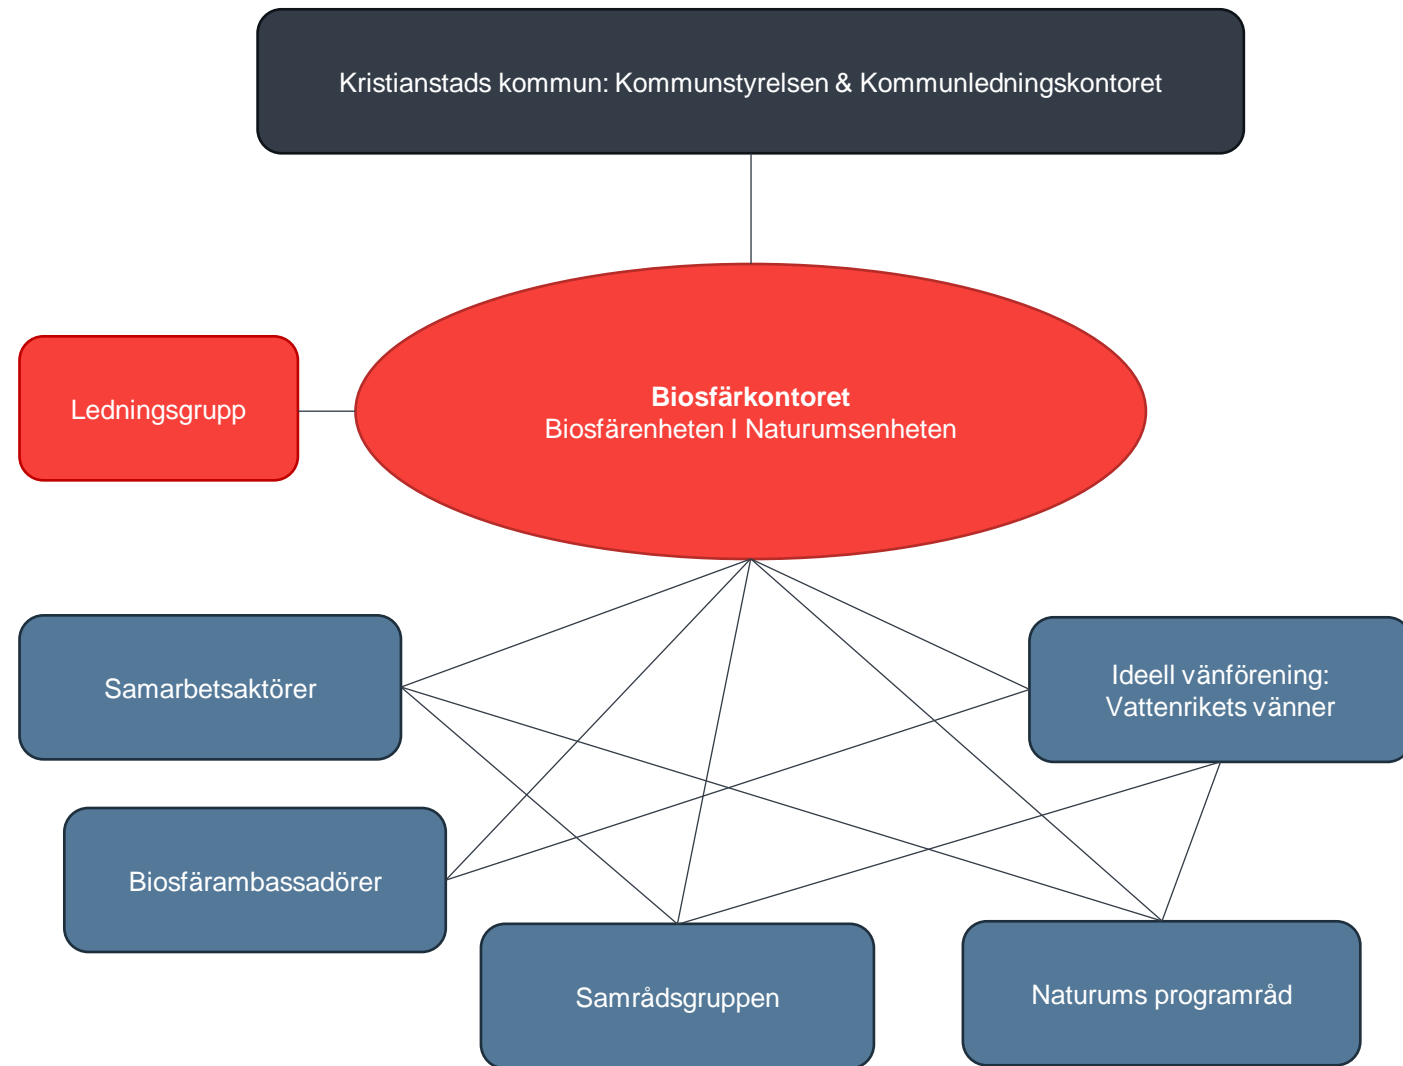 Kristianstads kommun: Kommunstyrelsen & Kommunledningskontoret
Ledningsgrupp
Biosfärkontoret
Biosfärenheten I Naturumsenheten
Samarbetsaktörer
Ideell vänförening:
Vattenrikets vänner
Biosfärambassadörer
Samrådsgruppen
Naturums programråd